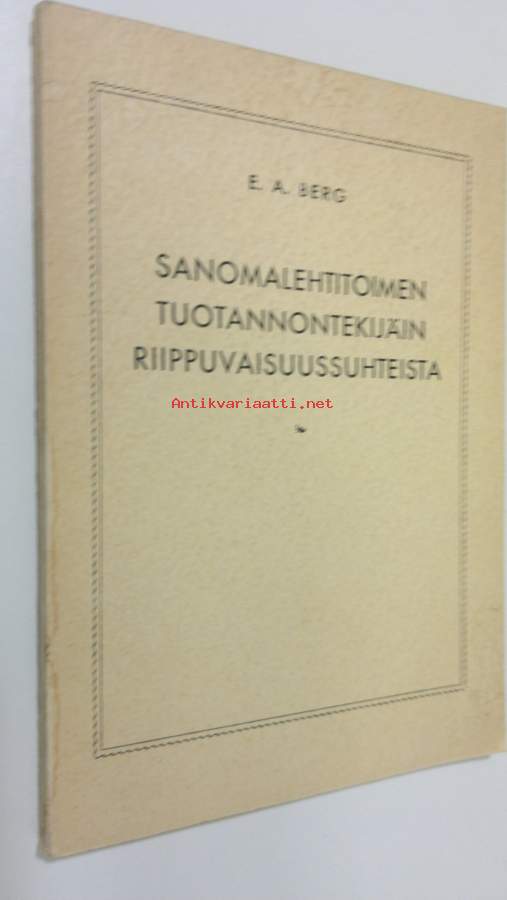 E. A. BERG
SANOMALEHTITOIMEN
TUOTANNONTEKIJÄIN
RIIPPUVAISUUSSUHTEISTA
Antikvariaatti.net